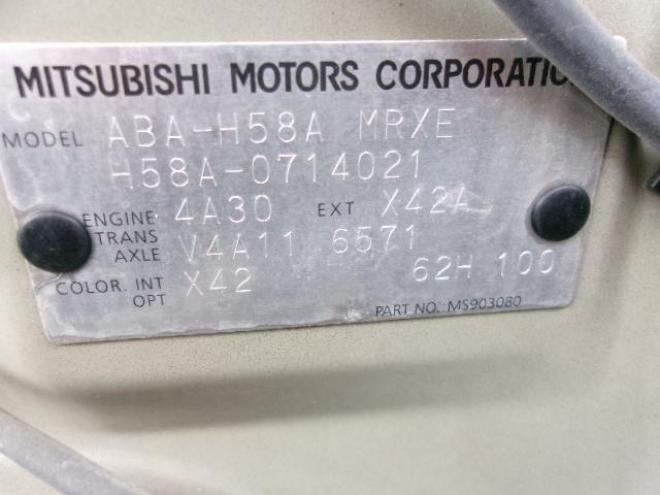 MITSUBISHI MOTORS CORPORATIO
MODEL ABA-H58A MRXE
H58A-0714021
ENGINE 4A30 EXT X42A
TRANS AXLE V4A11 6571
COLOR. INT OPT X42 62H 100
PART NO. MS903080